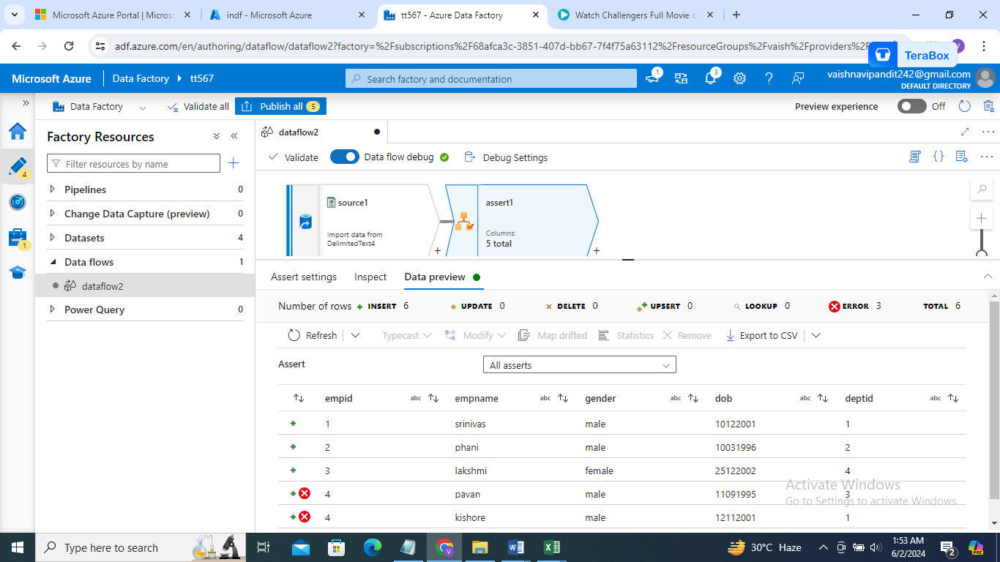 Microsoft Azure Portal | Micros
indf - Microsoft Azure
tt567 - Azure Data Factory
Watch Challengers Full Movie o
adf.azure.com/en/authoring/dataflow/dataflow2?factory=%2Fsubscriptions%2F68afca3c-3851-407d-bb67-7f4f75a63112%2FresourceGroups%2Fvaish%2Fproviders%2F
TeraBox
Microsoft Azure
Data Factory
tt567
Search factory and documentation
1
3
vaishnavipandit242@gmail.com
DEFAULT DIRECTORY
Data Factory
Validate all
Publish all 5
Preview experience
Off
Factory Resources
dataflow2
Filter resources by name
Validate
Data flow debug
Debug Settings
4
1
Pipelines 0
Change Data Capture (preview) 0
Datasets 4
Data flows 1
dataflow2
Power Query 0
source1
Import data from
DelimitedText4
assert1
Columns:
5 total
Assert settings
Inspect
Data preview
Number of rows INSERT 6 UPDATE 0 DELETE 0 UPSERT 0 LOOKUP 0 ERROR 3 TOTAL 6
Refresh Typecast Modify Map drifted Statistics Remove Export to CSV
Assert All asserts
empid abc empname abc gender abc dob abc deptid abc
1 srinivas male 10122001 1
2 phani male 10031996 2
3 lakshmi female 25122002 4
4 pavan male 11091995 3
4 kishore male 12112001 1
Activate Windows
Go to Settings to activate Windows.
Type here to search
30°C Haze
1:53 AM
6/2/2024
2
PRE